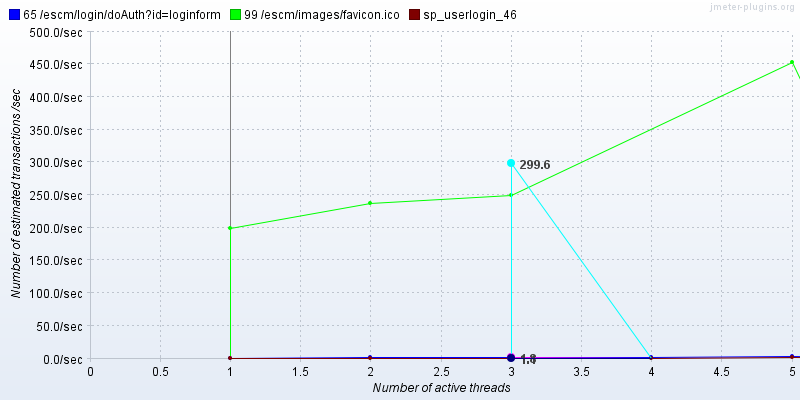 jmeter-plugins.org
65 /escm/login/doAuth?id=loginform 99 /escm/images/favicon.ico sp_userlogin_46
500.0/sec
450.0/sec
400.0/sec
350.0/sec
300.0/sec
299.6
250.0/sec
200.0/sec
150.0/sec
100.0/sec
50.0/sec
0.0/sec
Number of estimated transactions /sec
0 0.5 1 1.5 2 2.5 3 3.5 4 4.5 5
Number of active threads